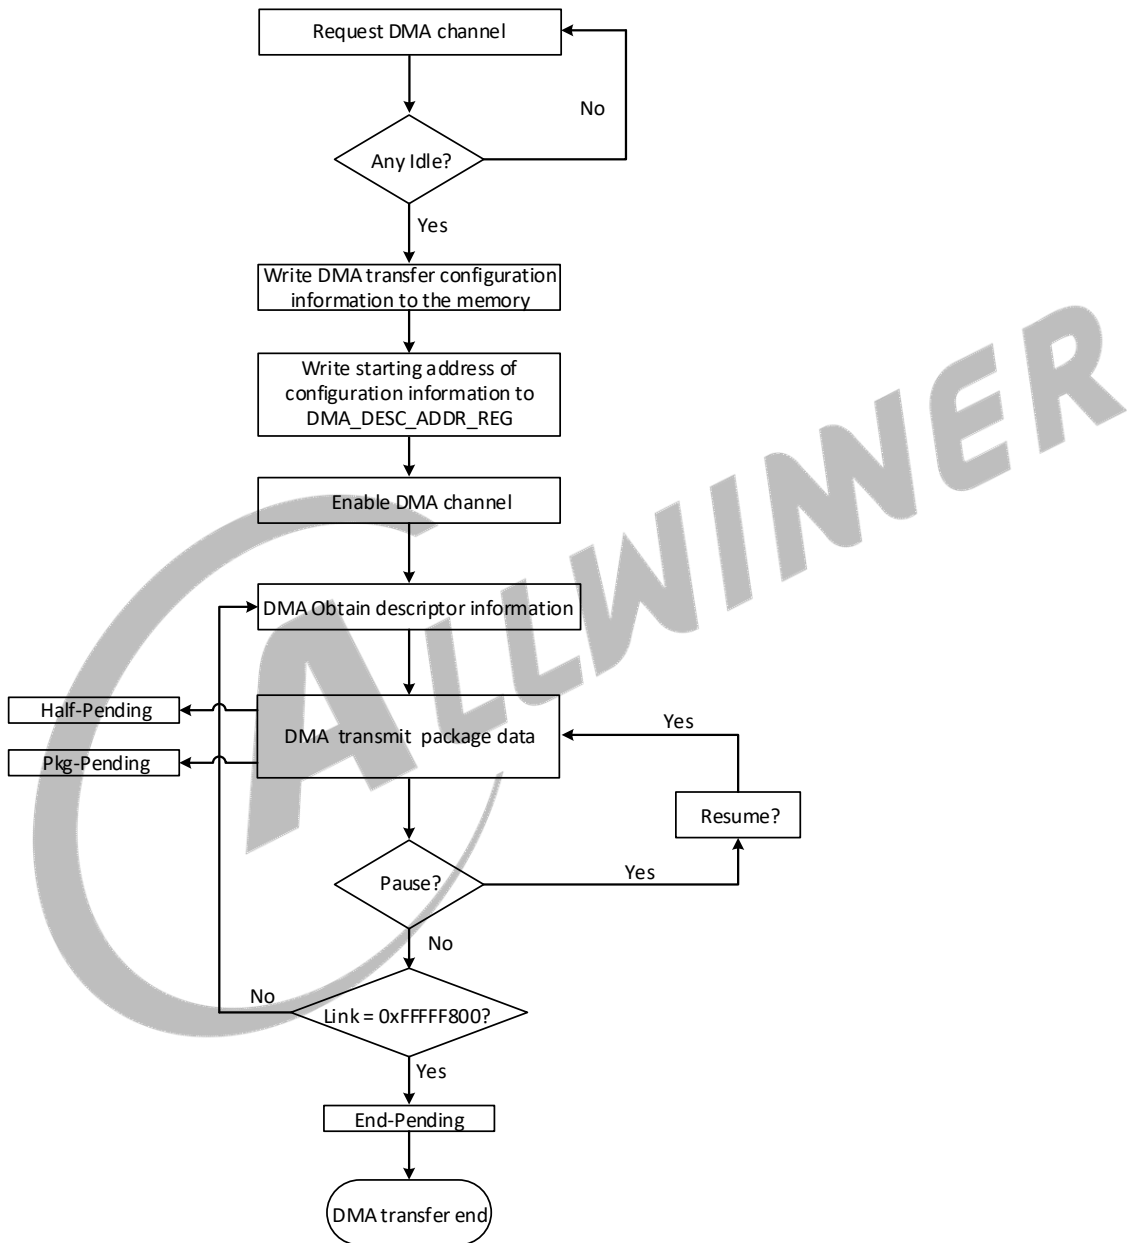 Request DMA channel
No
Any Idle?
Yes
Write DMA transfer configuration
information to the memory
Write starting address of
configuration information to
DMA_DESC_ADDR_REG
Enable DMA channel
DMA Obtain descriptor information
Half-Pending
Yes
DMA transmit package data
Pkg-Pending
Resume?
Pause?
Yes
No
No
Link = 0xFFFFF800?
Yes
End-Pending
DMA transfer end
ALLWINNER